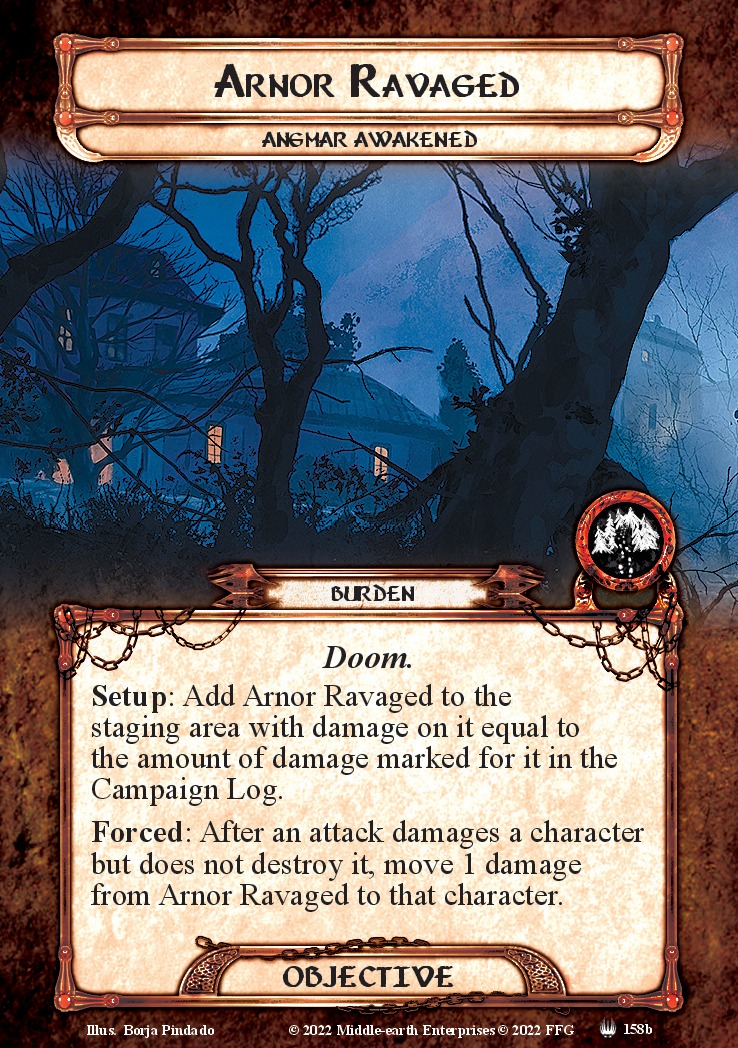 Arnor Ravaged
Angmar Awakened
Burden
Doom.
Setup: Add Arnor Ravaged to the
staging area with damage on it equal to
the amount of damage marked for it in the
Campaign Log.
Forced: After an attack damages a character
but does not destroy it, move 1 damage
from Arnor Ravaged to that character.
OBJECTIVE
Illus. Borja Pindado © 2022 Middle-earth Enterprises © 2022 FFG 158b